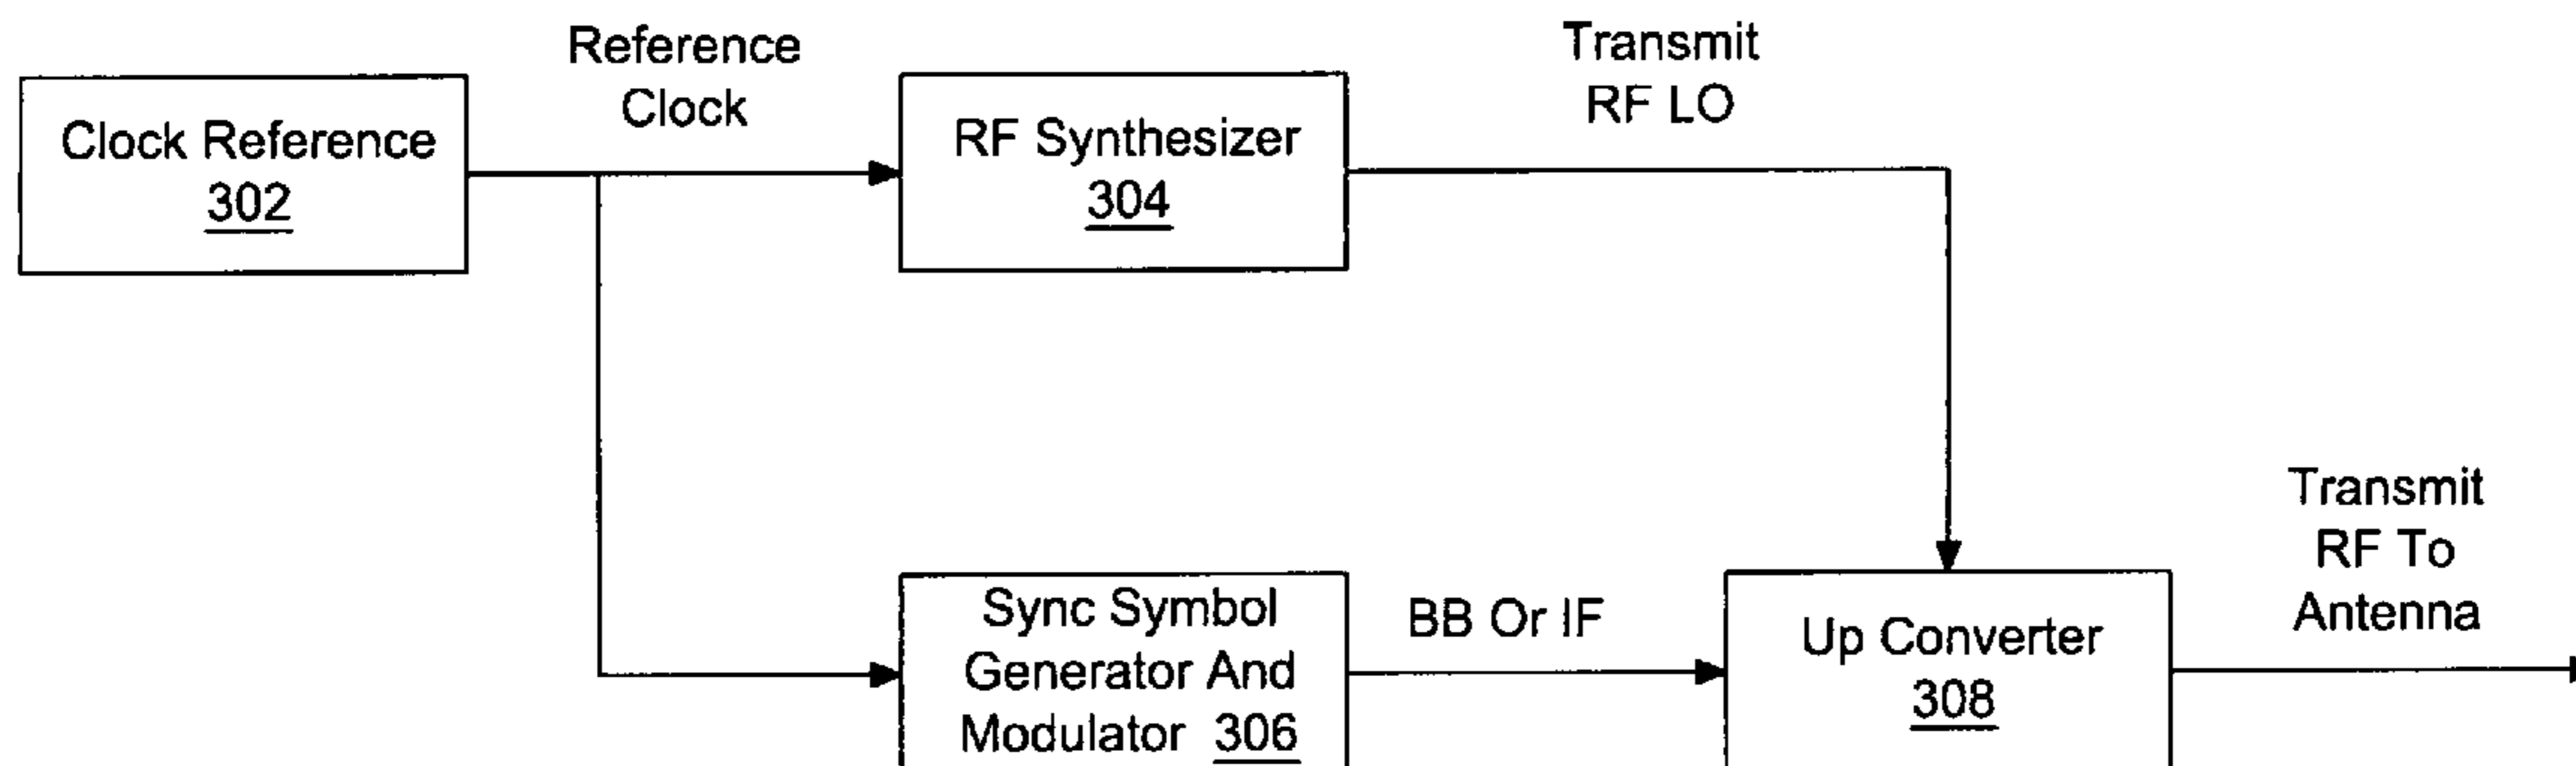 Reference
Clock
Transmit
RF LO
Clock Reference
302
RF Synthesizer
304
Sync Symbol
Generator And
Modulator 306
BB Or IF
Up Converter
308
Transmit
RF To
Antenna